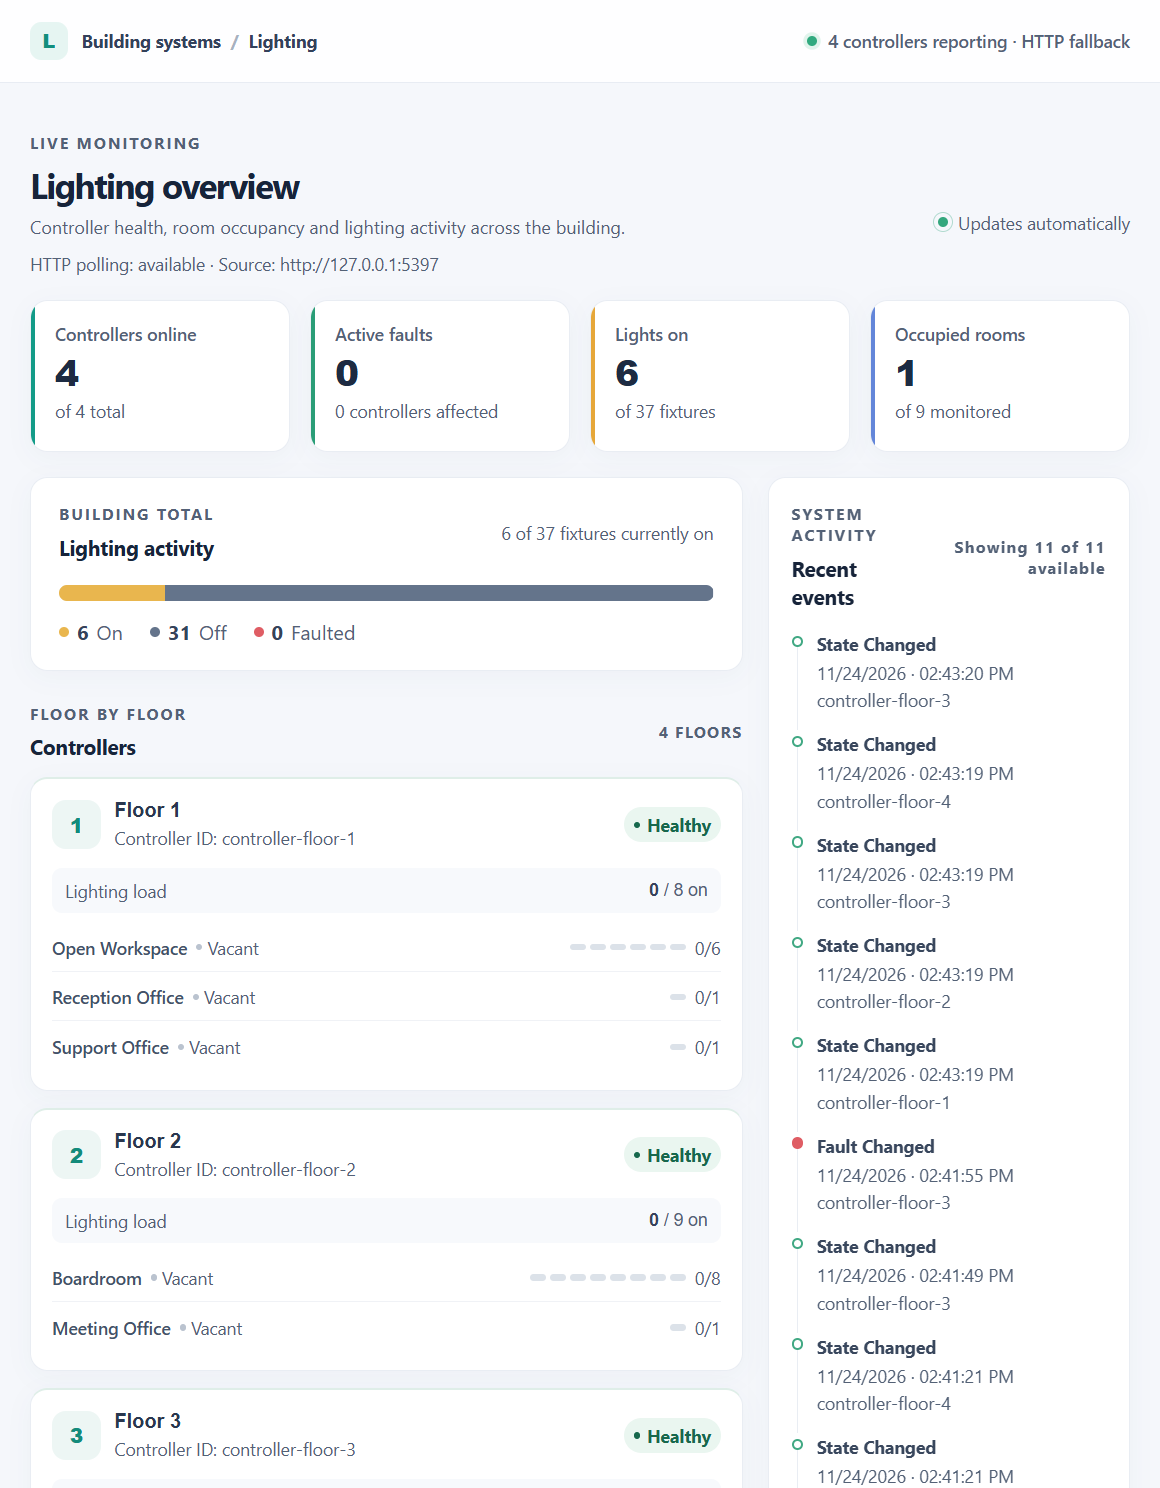 L Building systems / Lighting
4 controllers reporting · HTTP fallback
LIVE MONITORING
Lighting overview
Controller health, room occupancy and lighting activity across the building.
Updates automatically
HTTP polling: available · Source: http://127.0.0.1:5397
Controllers online
4
of 4 total
Active faults
0
0 controllers affected
Lights on
6
of 37 fixtures
Occupied rooms
1
of 9 monitored
BUILDING TOTAL
Lighting activity
6 of 37 fixtures currently on
6 On 31 Off 0 Faulted
FLOOR BY FLOOR
Controllers
4 FLOORS
1
Floor 1
Controller ID: controller-floor-1
Healthy
Lighting load 0 / 8 on
Open Workspace Vacant 0/6
Reception Office Vacant 0/1
Support Office Vacant 0/1
2
Floor 2
Controller ID: controller-floor-2
Healthy
Lighting load 0 / 9 on
Boardroom Vacant 0/8
Meeting Office Vacant 0/1
3
Floor 3
Controller ID: controller-floor-3
Healthy
SYSTEM
ACTIVITY
Recent
events
Showing 11 of 11
available
State Changed
11/24/2026 · 02:43:20 PM
controller-floor-3
State Changed
11/24/2026 · 02:43:19 PM
controller-floor-4
State Changed
11/24/2026 · 02:43:19 PM
controller-floor-3
State Changed
11/24/2026 · 02:43:19 PM
controller-floor-2
State Changed
11/24/2026 · 02:43:19 PM
controller-floor-1
Fault Changed
11/24/2026 · 02:41:55 PM
controller-floor-3
State Changed
11/24/2026 · 02:41:49 PM
controller-floor-3
State Changed
11/24/2026 · 02:41:21 PM
controller-floor-4
State Changed
11/24/2026 · 02:41:21 PM